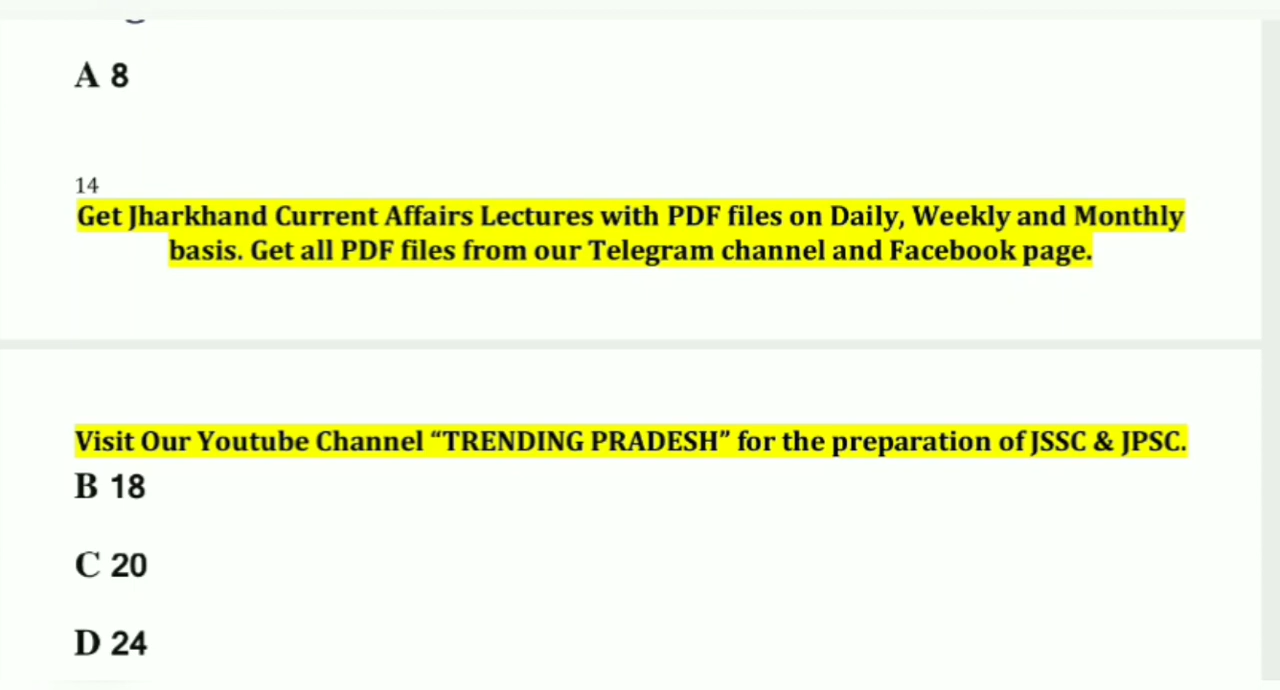 A 8
14
Get Jharkhand Current Affairs Lectures with PDF files on Daily, Weekly and Monthly
basis. Get all PDF files from our Telegram channel and Facebook page.
Visit Our Youtube Channel “TRENDING PRADESH” for the preparation of JSSC & JPSC.
B 18
C 20
D 24